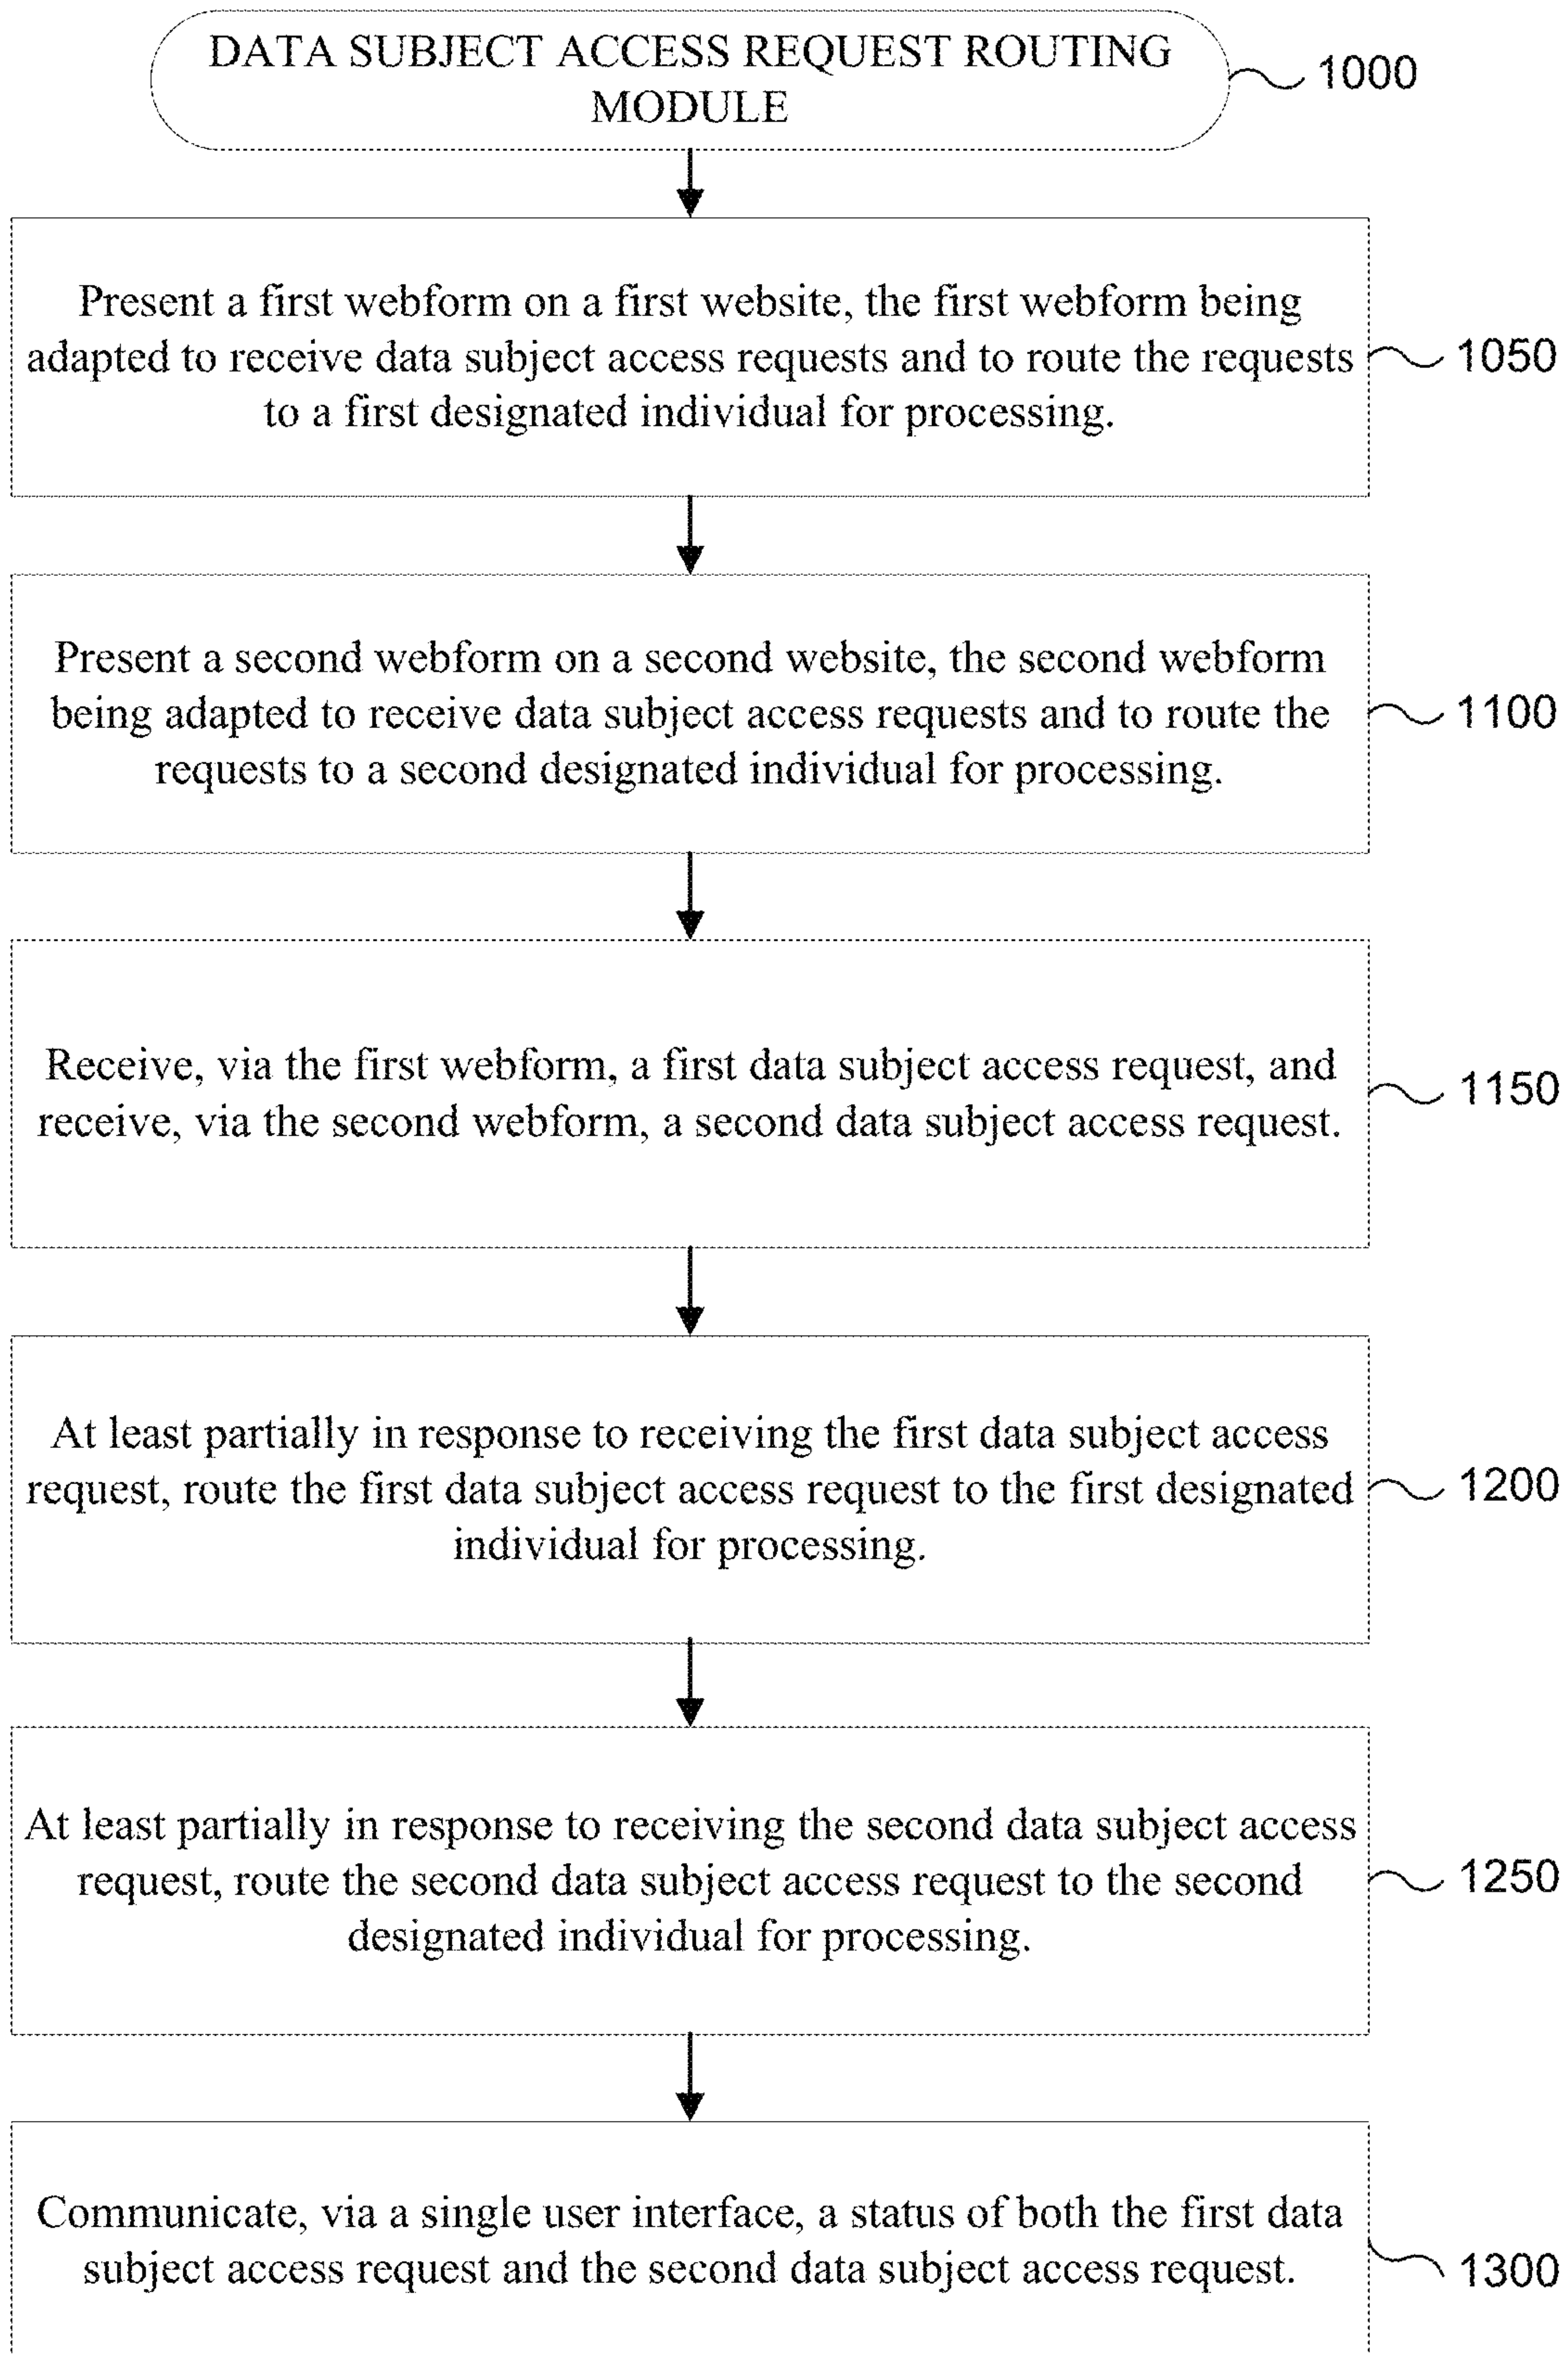 DATA SUBJECT ACCESS REQUEST ROUTING
MODULE
1000
Present a first webform on a first website, the first webform being
adapted to receive data subject access requests and to route the requests
to a first designated individual for processing.
1050
Present a second webform on a second website, the second webform
being adapted to receive data subject access requests and to route the
requests to a second designated individual for processing.
1100
Receive, via the first webform, a first data subject access request, and
receive, via the second webform, a second data subject access request.
1150
At least partially in response to receiving the first data subject access
request, route the first data subject access request to the first designated
individual for processing.
1200
At least partially in response to receiving the second data subject access
request, route the second data subject access request to the second
designated individual for processing.
1250
Communicate, via a single user interface, a status of both the first data
subject access request and the second data subject access request.
1300